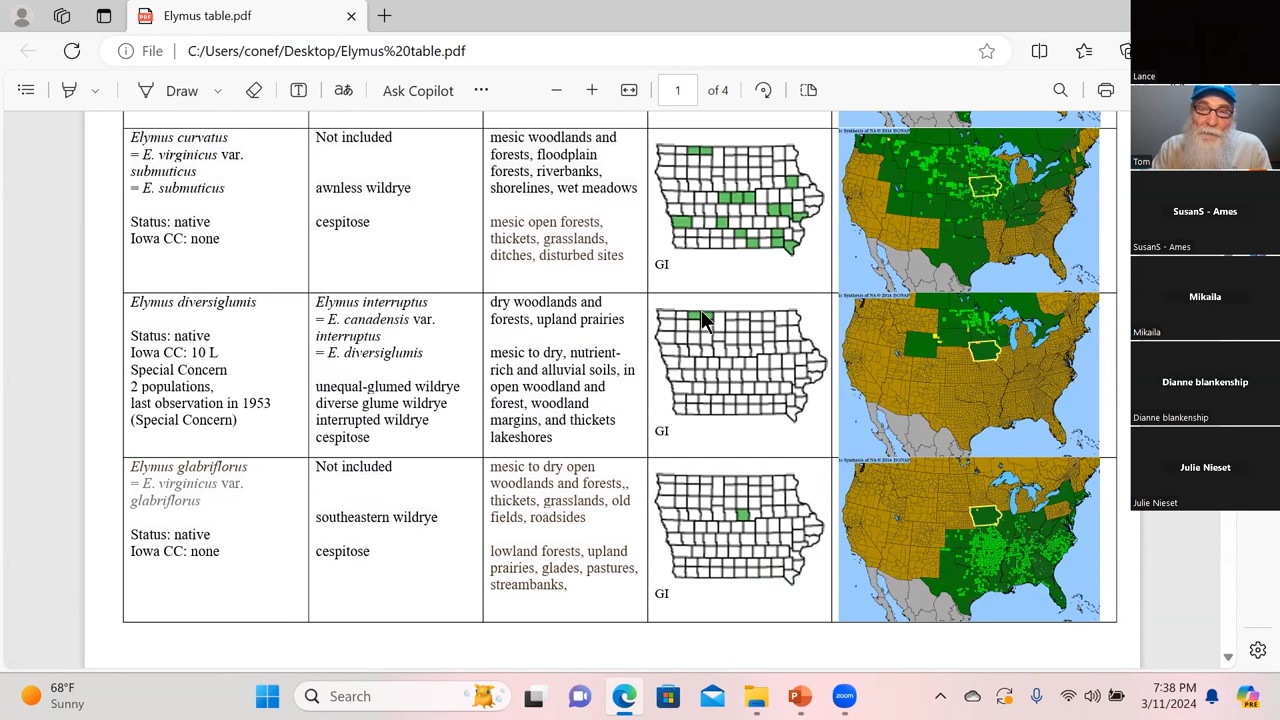 Elymus table.pdf
File
C:/Users/conef/Desktop/Elymus%20table.pdf
Draw
Ask Copilot
1
of 4
Elymus curvatus
= E. virginicus var.
submuticus
= E. submuticus
Status: native
Iowa CC: none
Not included
awnless wildrye
cespitose
mesic woodlands and
forests, floodplain
forests, riverbanks,
shorelines, wet meadows
mesic open forests,
thickets, grasslands,
ditches, disturbed sites
GI
Elymus diversiglumis
Status: native
Iowa CC: 10 L
Special Concern
2 populations,
last observation in 1953
(Special Concern)
Elymus interruptus
= E. canadensis var.
interruptus
= E. diversiglumis
unequal-glumed wildrye
diverse glume wildrye
interrupted wildrye
cespitose
dry woodlands and
forests, upland prairies
mesic to dry, nutrient-
rich and alluvial soils, in
open woodland and
forest, woodland
margins, and thickets
lakeshores
GI
Elymus glabriflorus
= E. virginicus var.
glabriflorus
Status: native
Iowa CC: none
Not included
southeastern wildrye
cespitose
mesic to dry open
woodlands and forests,,
thickets, grasslands, old
fields, roadsides
lowland forests, upland
prairies, glades, pastures,
streambanks,
GI
Lance
Tom
SusanS - Ames
SusanS - Ames
Mikaila
Mikaila
Dianne blankenship
Dianne blankenship
Julie Nieset
Julie Nieset
68°F
Sunny
Search
zoom
7:38 PM
3/11/2024
PRE